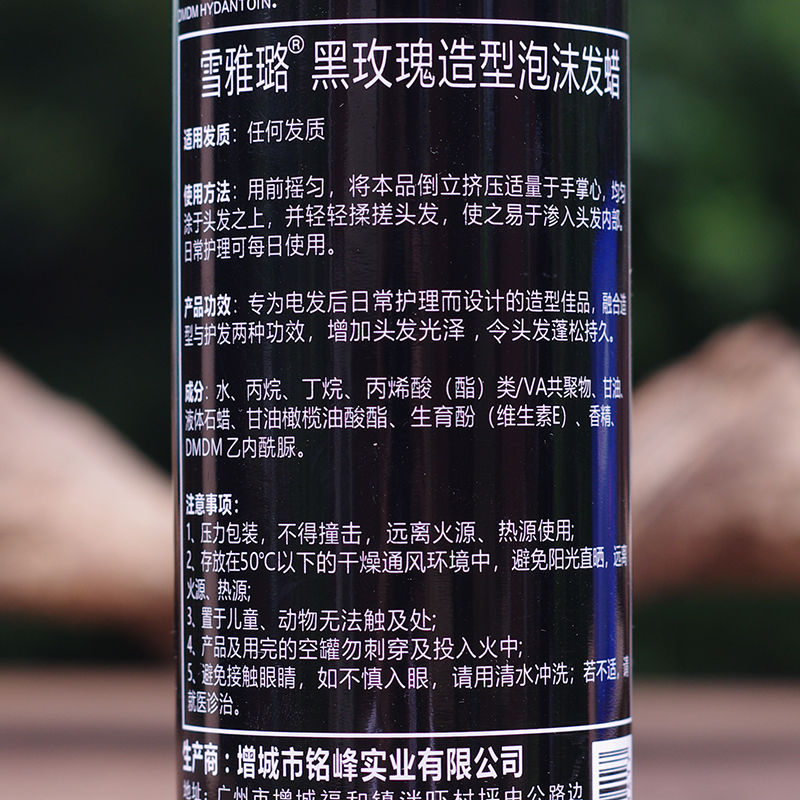 DMDM HYDANTOIN.
雪雅璐® 黑玫瑰造型泡沫发蜡
适用发质：任何发质
使用方法：用前摇匀，将本品倒立挤压适量于手掌心，均匀
涂于头发之上，并轻轻揉搓头发，使之易于渗入头发内部。
日常护理可每日使用。
产品功效：专为电发后日常护理而设计的造型佳品，融合造
型与护发两种功效，增加头发光泽，令头发蓬松持久。
成分：水、丙烷、丁烷、丙烯酸（酯）类/VA共聚物、甘油、
液体石蜡、甘油橄榄油酸酯、生育酚（维生素E）、香精、
DMDM 乙内酰脲。
注意事项：
1、压力包装，不得撞击，远离火源、热源使用;
2、存放在50℃以下的干燥通风环境中，避免阳光直晒，远离
火源、热源;
3、置于儿童、动物无法触及处;
4、产品及用完的空罐勿刺穿及投入火中;
5、避免接触眼睛，如不慎入眼，请用清水冲洗；若不适，请
就医诊治。
生产商：增城市铭峰实业有限公司
地址：广州市增城福和镇